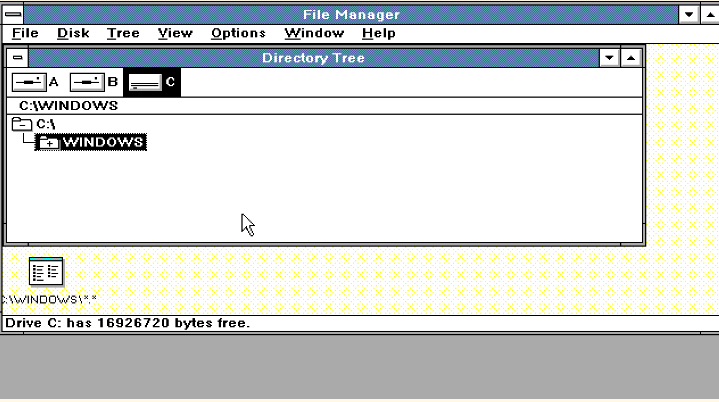 File Manager
File Disk Tree View Options Window Help
Directory Tree
A B C
C:\WINDOWS
C:\
WINDOWS
:\WINDOWS\*.*
Drive C: has 16926720 bytes free.